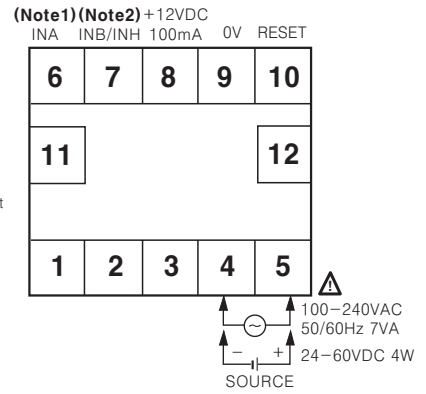 (Note1) (Note2) +12VDC
INA INB/INH 100mA 0V RESET
6 7 8 9 10
11 12
t
1 2 3 4 5
100-240VAC
50/60Hz 7VA
- + 24-60VDC 4W
SOURCE